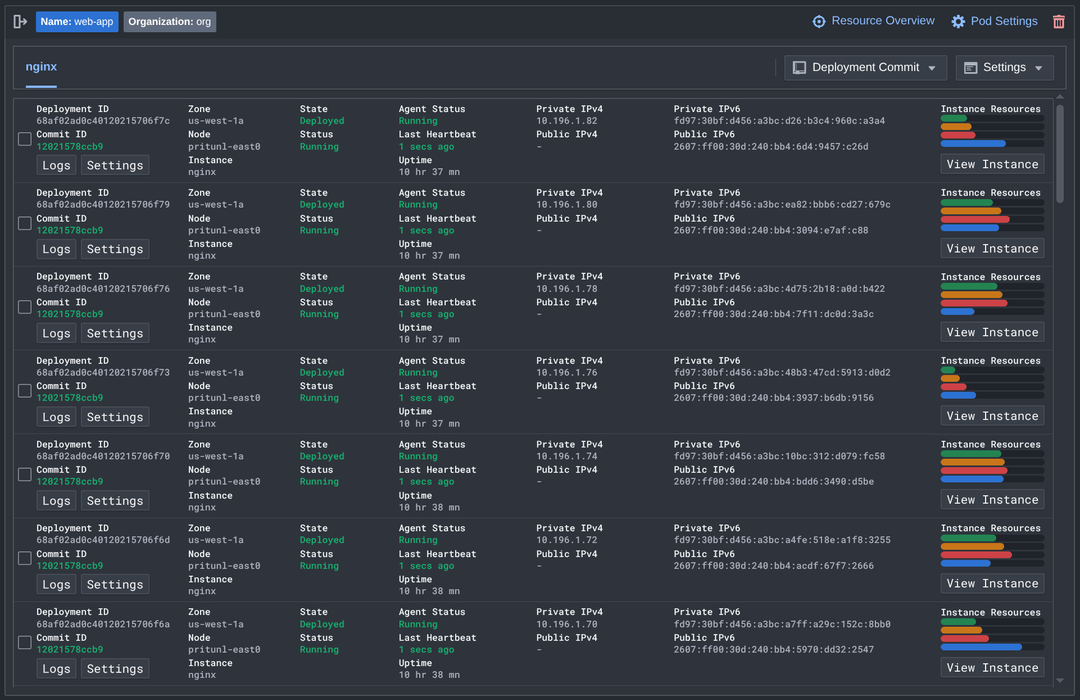 Name: web-app Organization: org Resource Overview Pod Settings
nginx Deployment Commit Settings
Deployment ID Zone State Agent Status Private IPv4 Private IPv6 Instance Resources
68af02ad0c40120215706f7c us-west-1a Deployed Running 10.196.1.82 fd97:30bf:d456:a3bc:d26:b3c4:960c:a3a4
Commit ID Node Status Last Heartbeat Public IPv4 Public IPv6
12021578ccb9 pritunl-east0 Running 1 secs ago - 2607:ff00:30d:240:bb4:6d4:9457:c26d
Instance Uptime
Logs Settings nginx 10 hr 37 mn View Instance
Deployment ID Zone State Agent Status Private IPv4 Private IPv6 Instance Resources
68af02ad0c40120215706f79 us-west-1a Deployed Running 10.196.1.80 fd97:30bf:d456:a3bc:ea82:bbb6:cd27:679c
Commit ID Node Status Last Heartbeat Public IPv4 Public IPv6
12021578ccb9 pritunl-east0 Running 1 secs ago - 2607:ff00:30d:240:bb4:3094:e7af:c88
Instance Uptime
Logs Settings nginx 10 hr 37 mn View Instance
Deployment ID Zone State Agent Status Private IPv4 Private IPv6 Instance Resources
68af02ad0c40120215706f76 us-west-1a Deployed Running 10.196.1.78 fd97:30bf:d456:a3bc:4d75:2b18:a0d:b422
Commit ID Node Status Last Heartbeat Public IPv4 Public IPv6
12021578ccb9 pritunl-east0 Running 1 secs ago - 2607:ff00:30d:240:bb4:7f11:dc0d:3a3c
Instance Uptime
Logs Settings nginx 10 hr 37 mn View Instance
Deployment ID Zone State Agent Status Private IPv4 Private IPv6 Instance Resources
68af02ad0c40120215706f73 us-west-1a Deployed Running 10.196.1.76 fd97:30bf:d456:a3bc:48b3:47cd:5913:d0d2
Commit ID Node Status Last Heartbeat Public IPv4 Public IPv6
12021578ccb9 pritunl-east0 Running 1 secs ago - 2607:ff00:30d:240:bb4:3937:b6db:9156
Instance Uptime
Logs Settings nginx 10 hr 37 mn View Instance
Deployment ID Zone State Agent Status Private IPv4 Private IPv6 Instance Resources
68af02ad0c40120215706f70 us-west-1a Deployed Running 10.196.1.74 fd97:30bf:d456:a3bc:10bc:312:d079:fc58
Commit ID Node Status Last Heartbeat Public IPv4 Public IPv6
12021578ccb9 pritunl-east0 Running 1 secs ago - 2607:ff00:30d:240:bb4:bdd6:3490:d5be
Instance Uptime
Logs Settings nginx 10 hr 38 mn View Instance
Deployment ID Zone State Agent Status Private IPv4 Private IPv6 Instance Resources
68af02ad0c40120215706f6d us-west-1a Deployed Running 10.196.1.72 fd97:30bf:d456:a3bc:a4fe:518e:a1f8:3255
Commit ID Node Status Last Heartbeat Public IPv4 Public IPv6
12021578ccb9 pritunl-east0 Running 1 secs ago - 2607:ff00:30d:240:bb4:acdf:67f7:2666
Instance Uptime
Logs Settings nginx 10 hr 38 mn View Instance
Deployment ID Zone State Agent Status Private IPv4 Private IPv6 Instance Resources
68af02ad0c40120215706f6a us-west-1a Deployed Running 10.196.1.70 fd97:30bf:d456:a3bc:a7ff:a29c:152c:8bb0
Commit ID Node Status Last Heartbeat Public IPv4 Public IPv6
12021578ccb9 pritunl-east0 Running 1 secs ago - 2607:ff00:30d:240:bb4:5970:dd32:2547
Instance Uptime
Logs Settings nginx 10 hr 38 mn View Instance